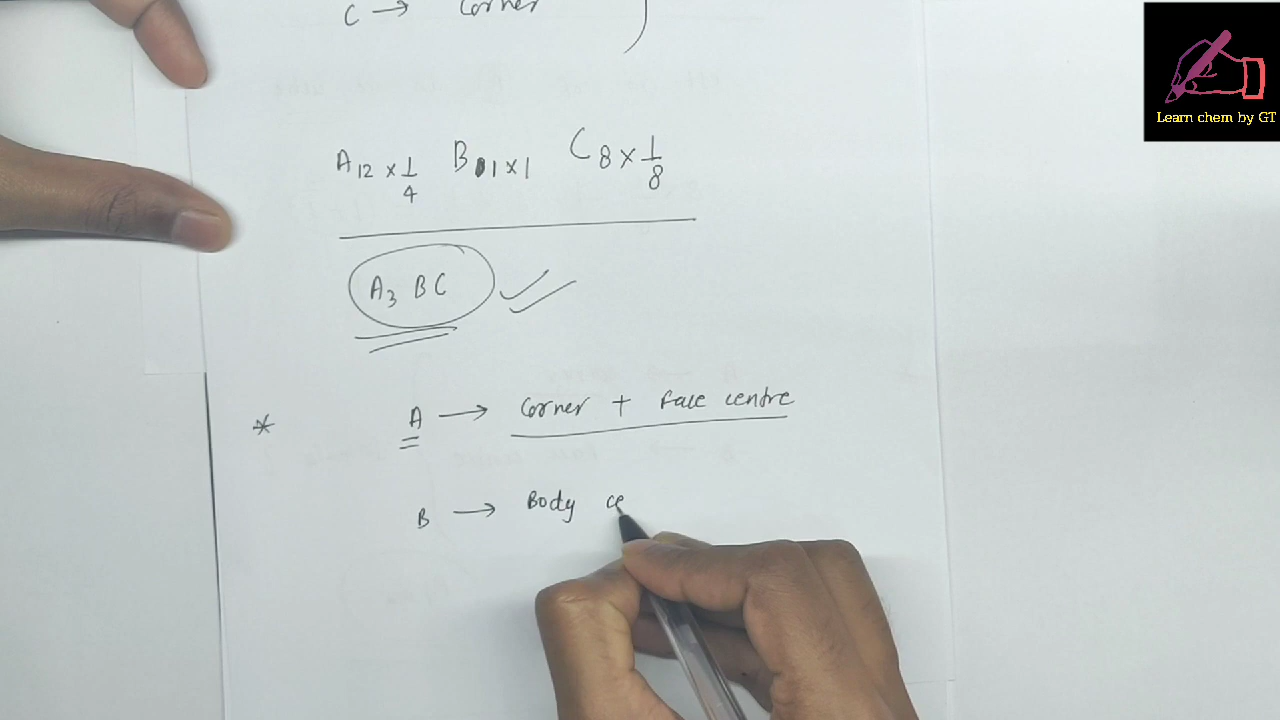 C → Corner
Learn chem by GT
A12 × 1/4 B1 × 1 C8 × 1/8
A3 BC
* A → Corner + Face centre
B → Body ce